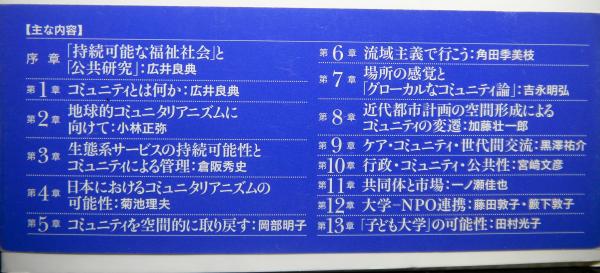 【主な内容】
序 章 「持続可能な福祉社会」と
「公共研究」：広井良典
第1章 コミュニティとは何か：広井良典
第2章 地球的コミュニタリアニズムに
向けて：小林正弥
第3章 生態系サービスの持続可能性と
コミュニティによる管理：倉阪秀史
第4章 日本におけるコミュニタリアニズムの
可能性：菊池理夫
第5章 コミュニティを空間的に取り戻す：岡部明子
第6章 流域主義で行こう：角田季美枝
第7章 場所の感覚と
「グローカルなコミュニティ論」：吉永明弘
第8章 近代都市計画の空間形成による
コミュニティの変遷：加藤壮一郎
第9章 ケア・コミュニティ・世代間交流：黒澤祐介
第10章 行政・コミュニティ・公共性：宮﨑文彦
第11章 共同体と市場：一ノ瀬佳也
第12章 大学−NPO連携：藤田敦子・藪下敦子
第13章 「子ども大学」の可能性：田村光子